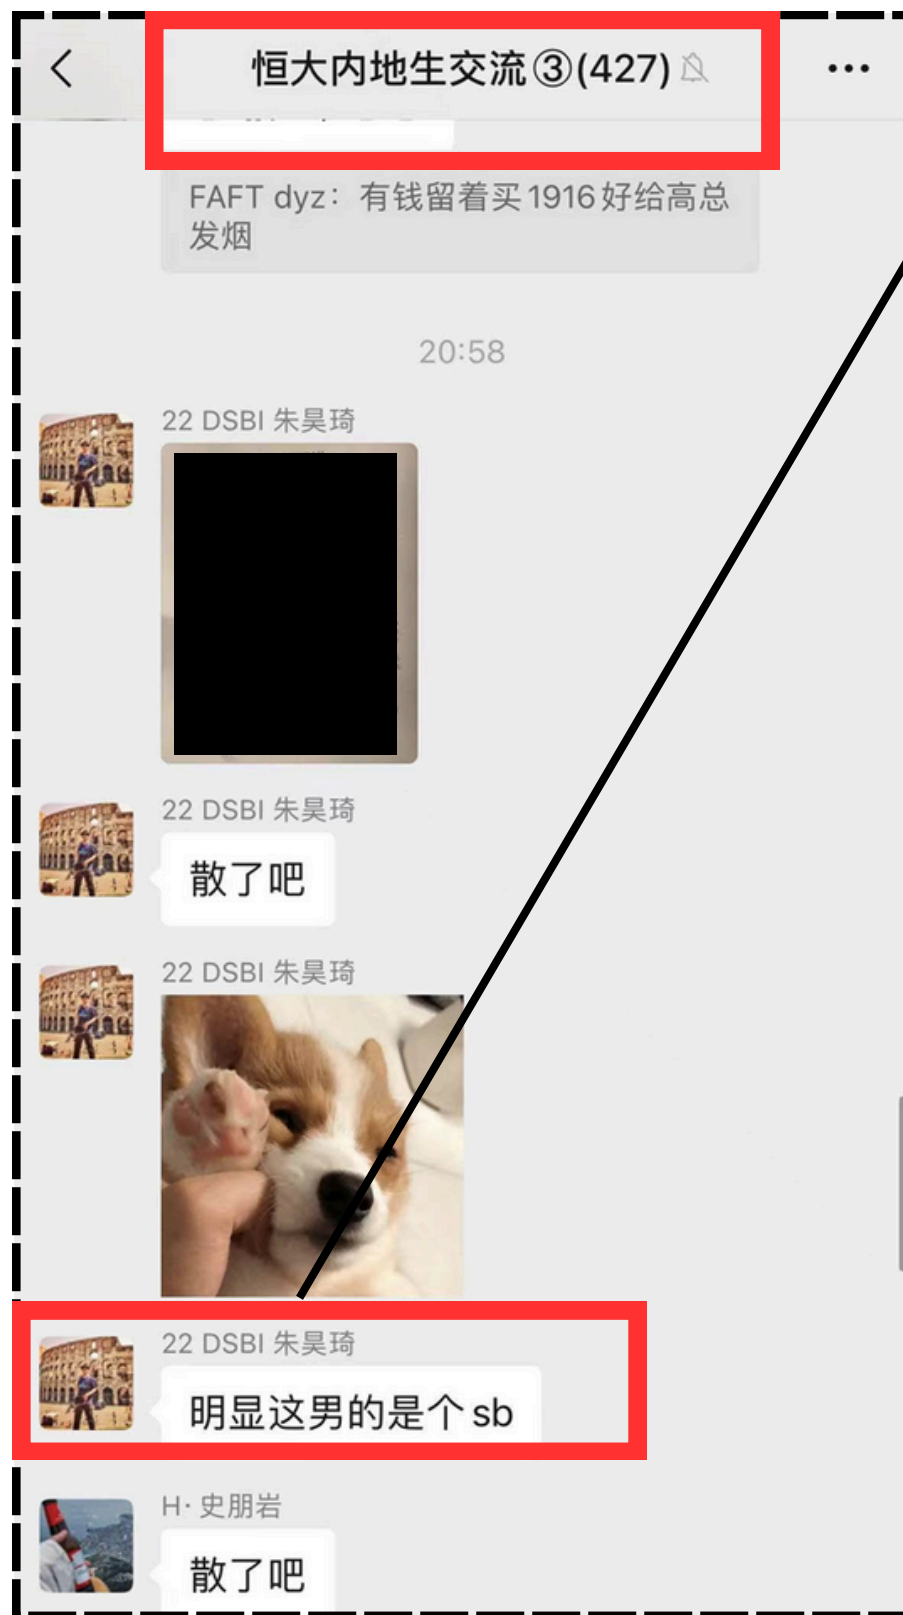 恒大内地生交流③(427)
FAFT dyz：有钱留着买1916好给高总
发烟
20:58
22 DSBI 朱昊琦
22 DSBI 朱昊琦
散了吧
22 DSBI 朱昊琦
22 DSBI 朱昊琦
明显这男的是个sb
H· 史朋岩
散了吧